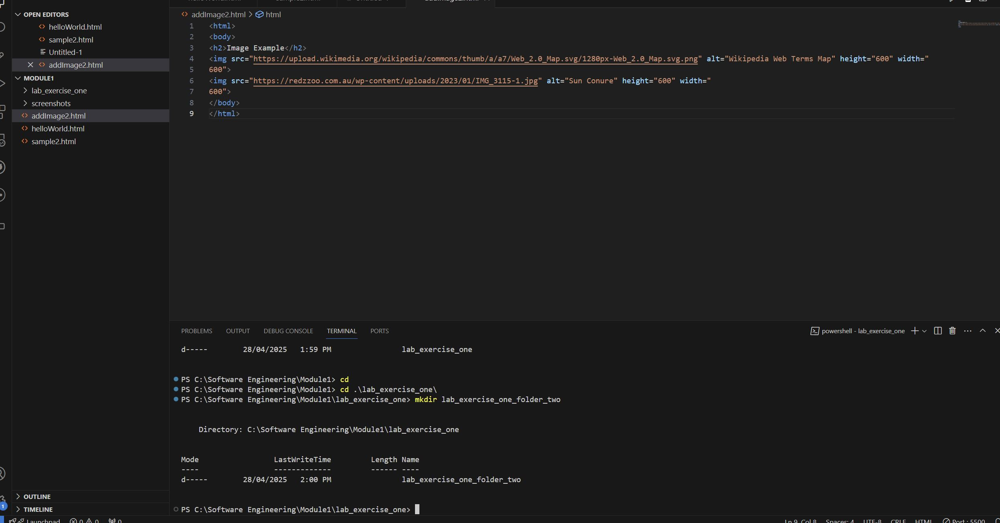 OPEN EDITORS
helloWorld.html
sample2.html
Untitled-1
addImage2.html
MODULE1
lab_exercise_one
screenshots
addImage2.html
helloWorld.html
sample2.html
OUTLINE
TIMELINE
addImage2.html > html
1 <html>
2 <body>
3 <h2>Image Example</h2>
4 <img src="https://upload.wikimedia.org/wikipedia/commons/thumb/a/a7/Web_2.0_Map.svg/1280px-Web_2.0_Map.svg.png" alt="Wikipedia Web Terms Map" height="600" width="
5 600">
6 <img src="https://redzzoo.com.au/wp-content/uploads/2023/01/IMG_3115-1.jpg" alt="Sun Conure" height="600" width="
7 600">
8 </body>
9 </html>
PROBLEMS OUTPUT DEBUG CONSOLE TERMINAL PORTS
powershell - lab_exercise_one
d----- 28/04/2025 1:59 PM lab_exercise_one
PS C:\Software Engineering\Module1> cd
PS C:\Software Engineering\Module1> cd .\lab_exercise_one\
PS C:\Software Engineering\Module1\lab_exercise_one> mkdir lab_exercise_one_folder_two
Directory: C:\Software Engineering\Module1\lab_exercise_one
Mode LastWriteTime Length Name
---- ------------- ------ ----
d----- 28/04/2025 2:00 PM lab_exercise_one_folder_two
PS C:\Software Engineering\Module1\lab_exercise_one>
1
Launchpad 0 0 0
Ln 9, Col 8 Spaces: 4 UTF-8 CRLF HTML Port : 5500